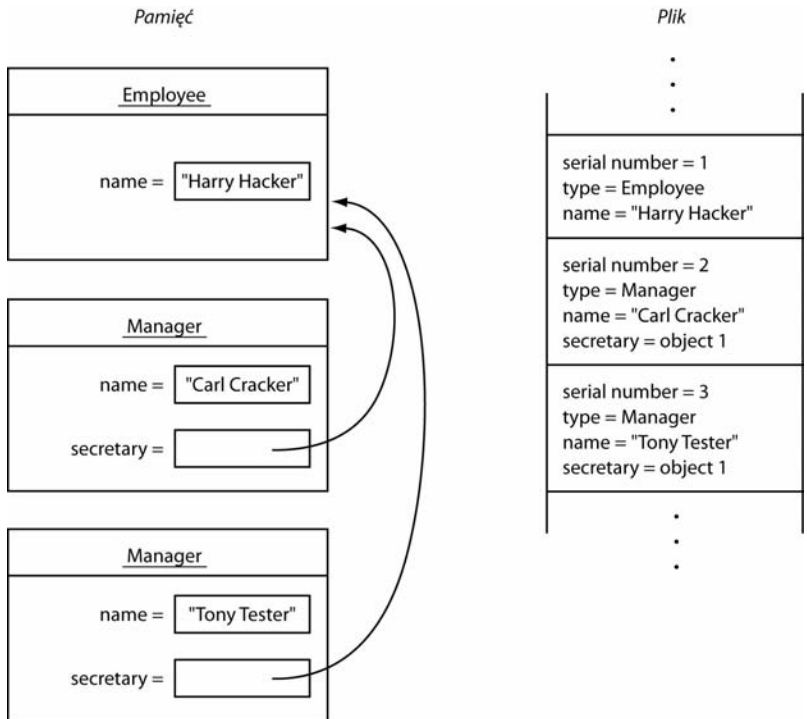 Pamięć
Employee
name = "Harry Hacker"
Manager
name = "Carl Cracker"
secretary =
Manager
name = "Tony Tester"
secretary =
Plik
serial number = 1
type = Employee
name = "Harry Hacker"
serial number = 2
type = Manager
name = "Carl Cracker"
secretary = object 1
serial number = 3
type = Manager
name = "Tony Tester"
secretary = object 1